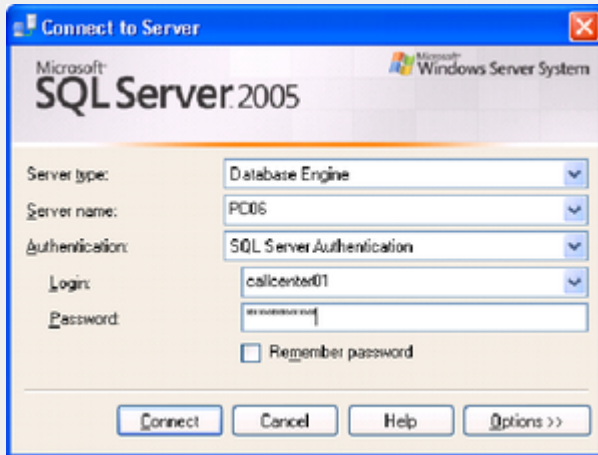 Connect to Server
Microsoft
SQL Server 2005
Microsoft
Windows Server System
Server type: Database Engine
Server name: PC06
Authentication: SQL Server Authentication
Login: callcenter01
Password:
Remember password
Connect Cancel Help Options >>